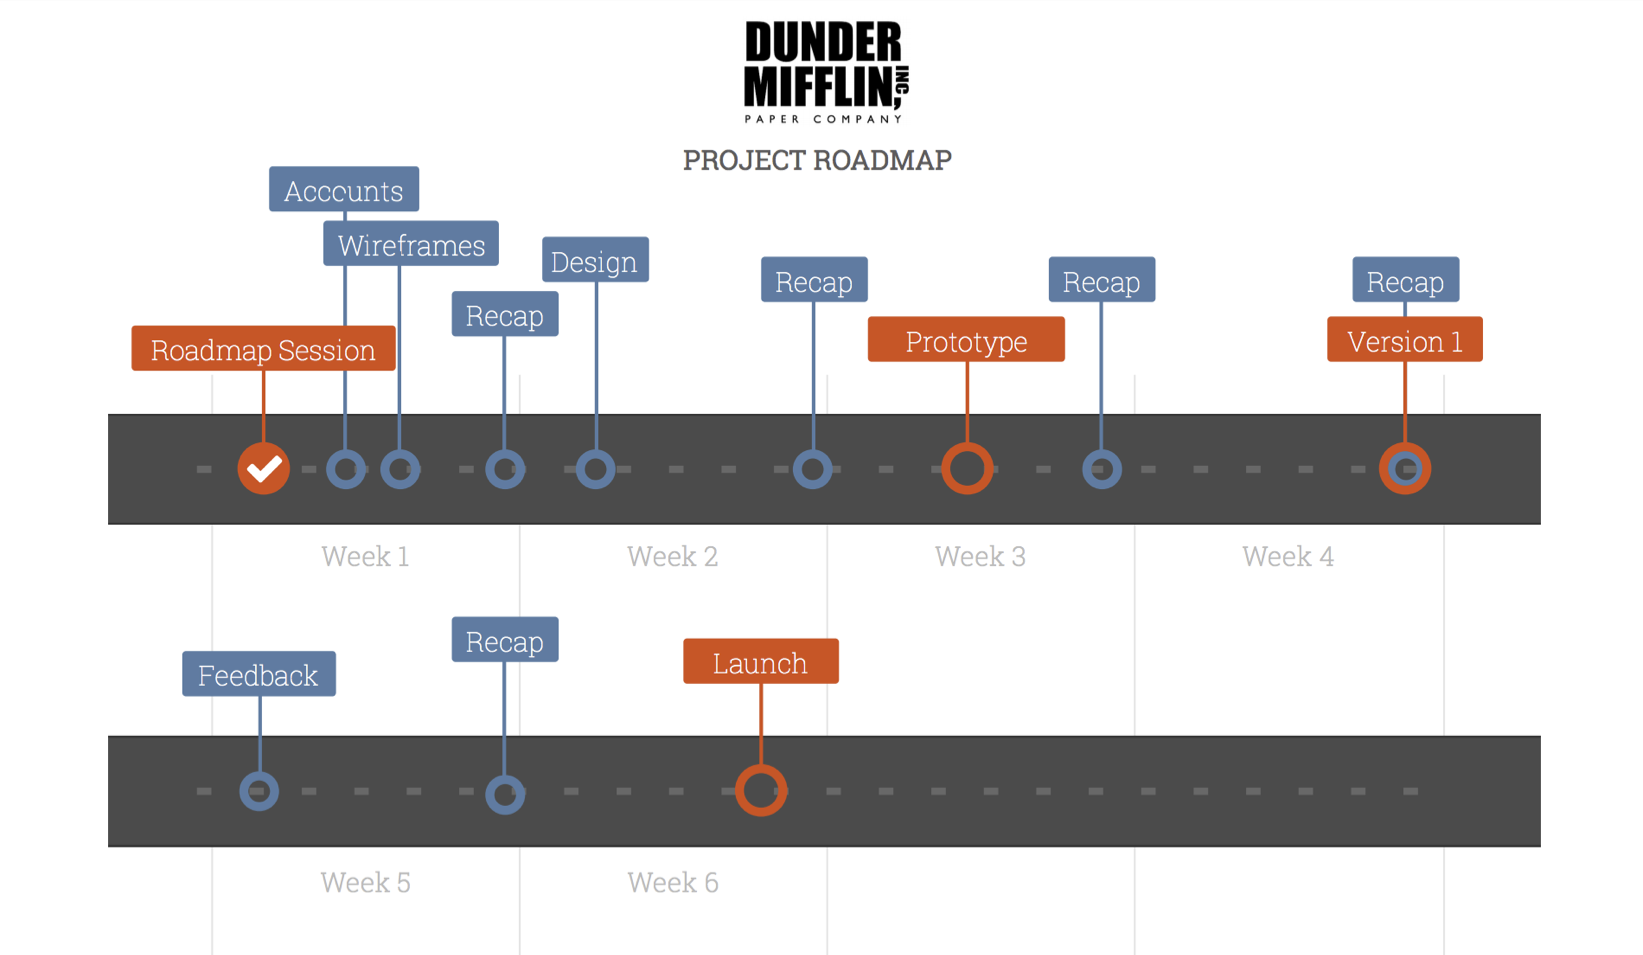 DUNDER
MIFFLIN, INC
PAPER COMPANY
PROJECT ROADMAP
Accounts
Wireframes
Design
Recap
Recap
Recap
Recap
Roadmap Session
Prototype
Version 1
Week 1
Week 2
Week 3
Week 4
Feedback
Recap
Launch
Week 5
Week 6